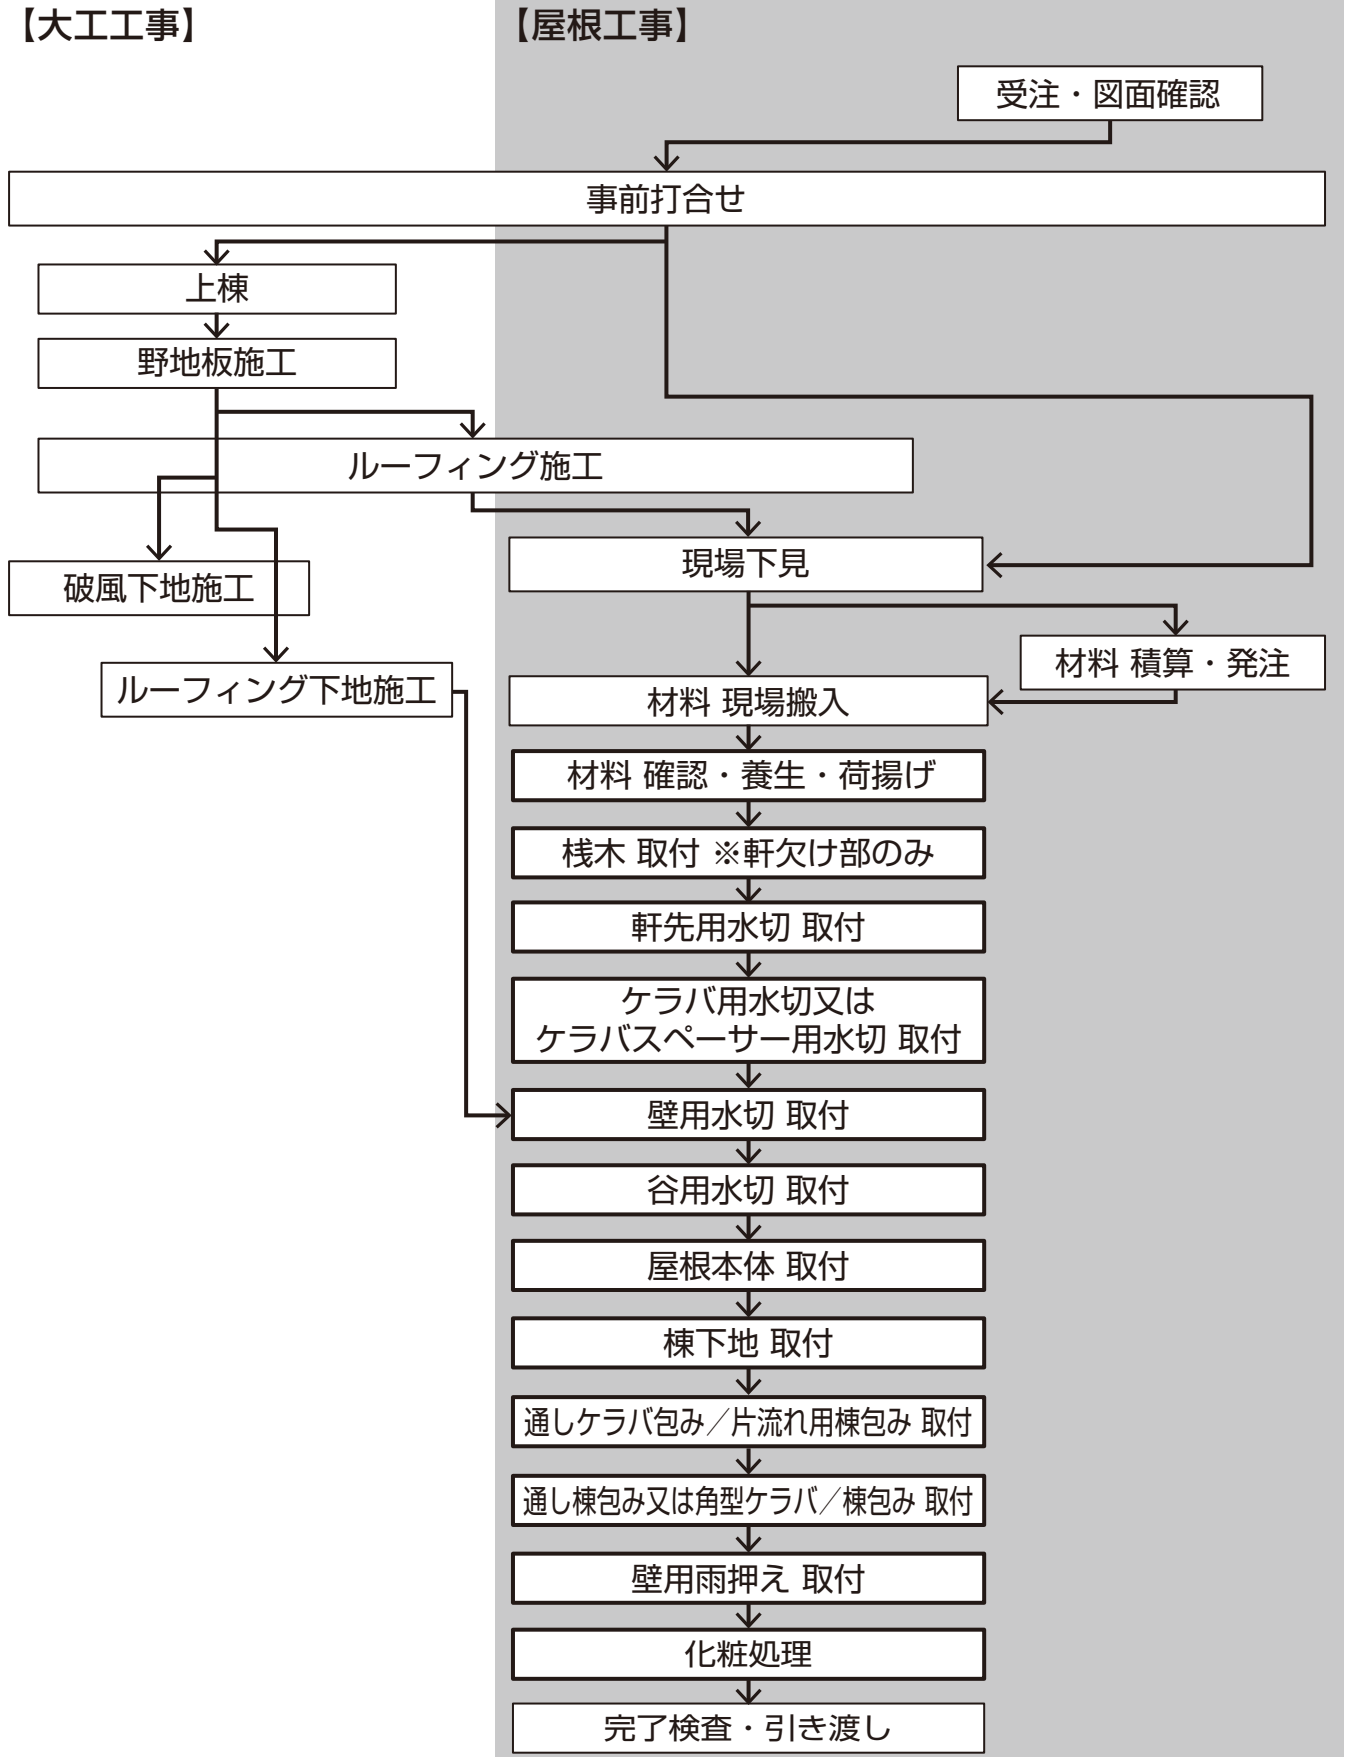 【大工工事】
【屋根工事】
受注・図面確認
事前打合せ
上棟
野地板施工
ルーフィング施工
現場下見
破風下地施工
材料 積算・発注
ルーフィング下地施工
材料 現場搬入
材料 確認・養生・荷揚げ
桟木 取付 ※軒欠け部のみ
軒先用水切 取付
ケラバ用水切又は
ケラバスペーサー用水切 取付
壁用水切 取付
谷用水切 取付
屋根本体 取付
棟下地 取付
通しケラバ包み／片流れ用棟包み 取付
通し棟包み又は角型ケラバ／棟包み 取付
壁用雨押え 取付
化粧処理
完了検査・引き渡し